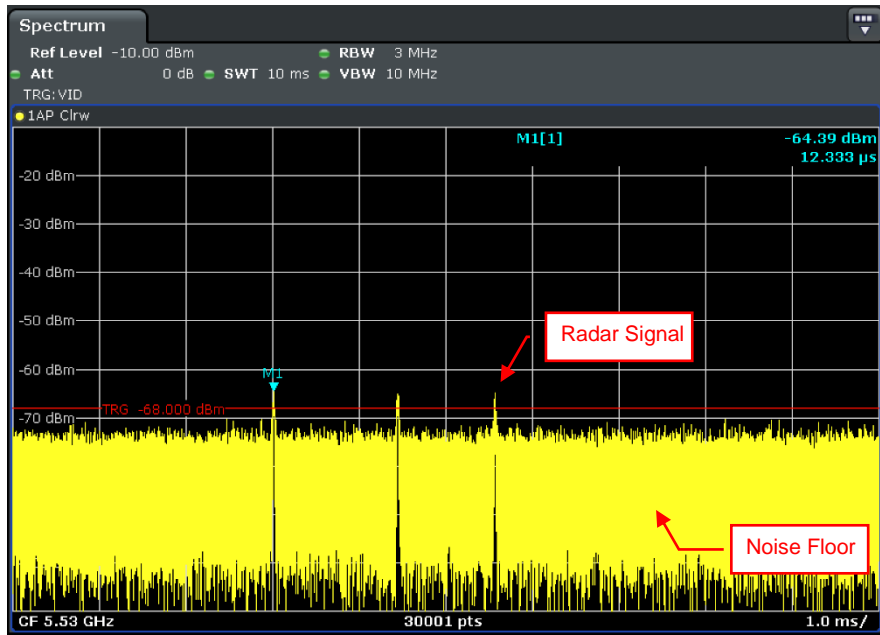 Spectrum
Ref Level -10.00 dBm RBW 3 MHz
Att 0 dB SWT 10 ms VBW 10 MHz
TRG:VID
1AP Clrw
M1[1] -64.39 dBm
12.333 µs
-20 dBm
-30 dBm
-40 dBm
-50 dBm
Radar Signal
-60 dBm
M1
TRG -68.000 dBm
-70 dBm
Noise Floor
CF 5.53 GHz 30001 pts 1.0 ms/